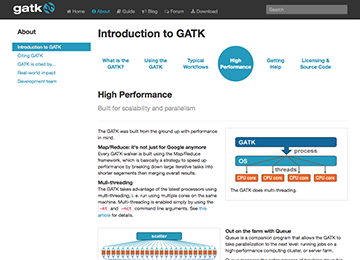 gatk
Home
About
Guide
Blog
Forum
Download
Search
About
Introduction to GATK
Citing GATK
GATK is cited by...
Real-world impact
Development team
Introduction to GATK
What is the
GATK?
Using the
GATK
Typical
Workflows
High
Performance
Getting
Help
Licensing &
Source Code
High Performance
Built for scalability and parallelism
The GATK was built from the ground up with performance
in mind.
Map/Reduce: it's not just for Google anymore
Every GATK walker is built using the Map/Reduce
framework, which is basically a strategy to speed up
performance by breaking down large iterative tasks into
shorter segments then merging overall results.
Multi-threading
The GATK takes advantage of the latest processors using
multi-threading, i.e. run using multiple cores on the same
machine. Multi-threading is enabled simply by using the
-nt and -nct command line arguments. See this
article for details.
GATK
process
OS
threads
CPU core
CPU core
CPU core
CPU core
The GATK does multi-threading.
scatter
Out on the farm with Queue
Queue is a companion program that allows the GATK to
take parallelization to the next level: running jobs on a
high-performance computing cluster, or server farm.